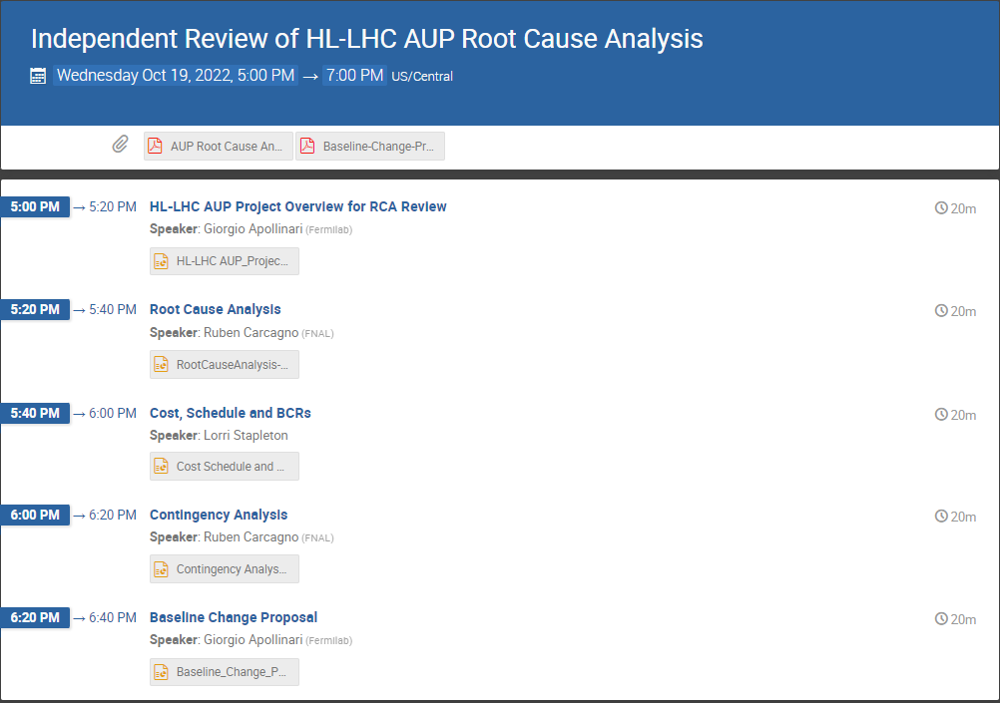 Independent Review of HL-LHC AUP Root Cause Analysis
Wednesday Oct 19, 2022, 5:00 PM → 7:00 PM US/Central
AUP Root Cause An... Baseline-Change-Pr...
5:00 PM → 5:20 PM HL-LHC AUP Project Overview for RCA Review 20m
Speaker: Giorgio Apollinari (Fermilab)
HL-LHC AUP_Projec...
5:20 PM → 5:40 PM Root Cause Analysis 20m
Speaker: Ruben Carcagno (FNAL)
RootCauseAnalysis-...
5:40 PM → 6:00 PM Cost, Schedule and BCRs 20m
Speaker: Lorri Stapleton
Cost Schedule and ...
6:00 PM → 6:20 PM Contingency Analysis 20m
Speaker: Ruben Carcagno (FNAL)
Contingency Analys...
6:20 PM → 6:40 PM Baseline Change Proposal 20m
Speaker: Giorgio Apollinari (Fermilab)
Baseline_Change_P...